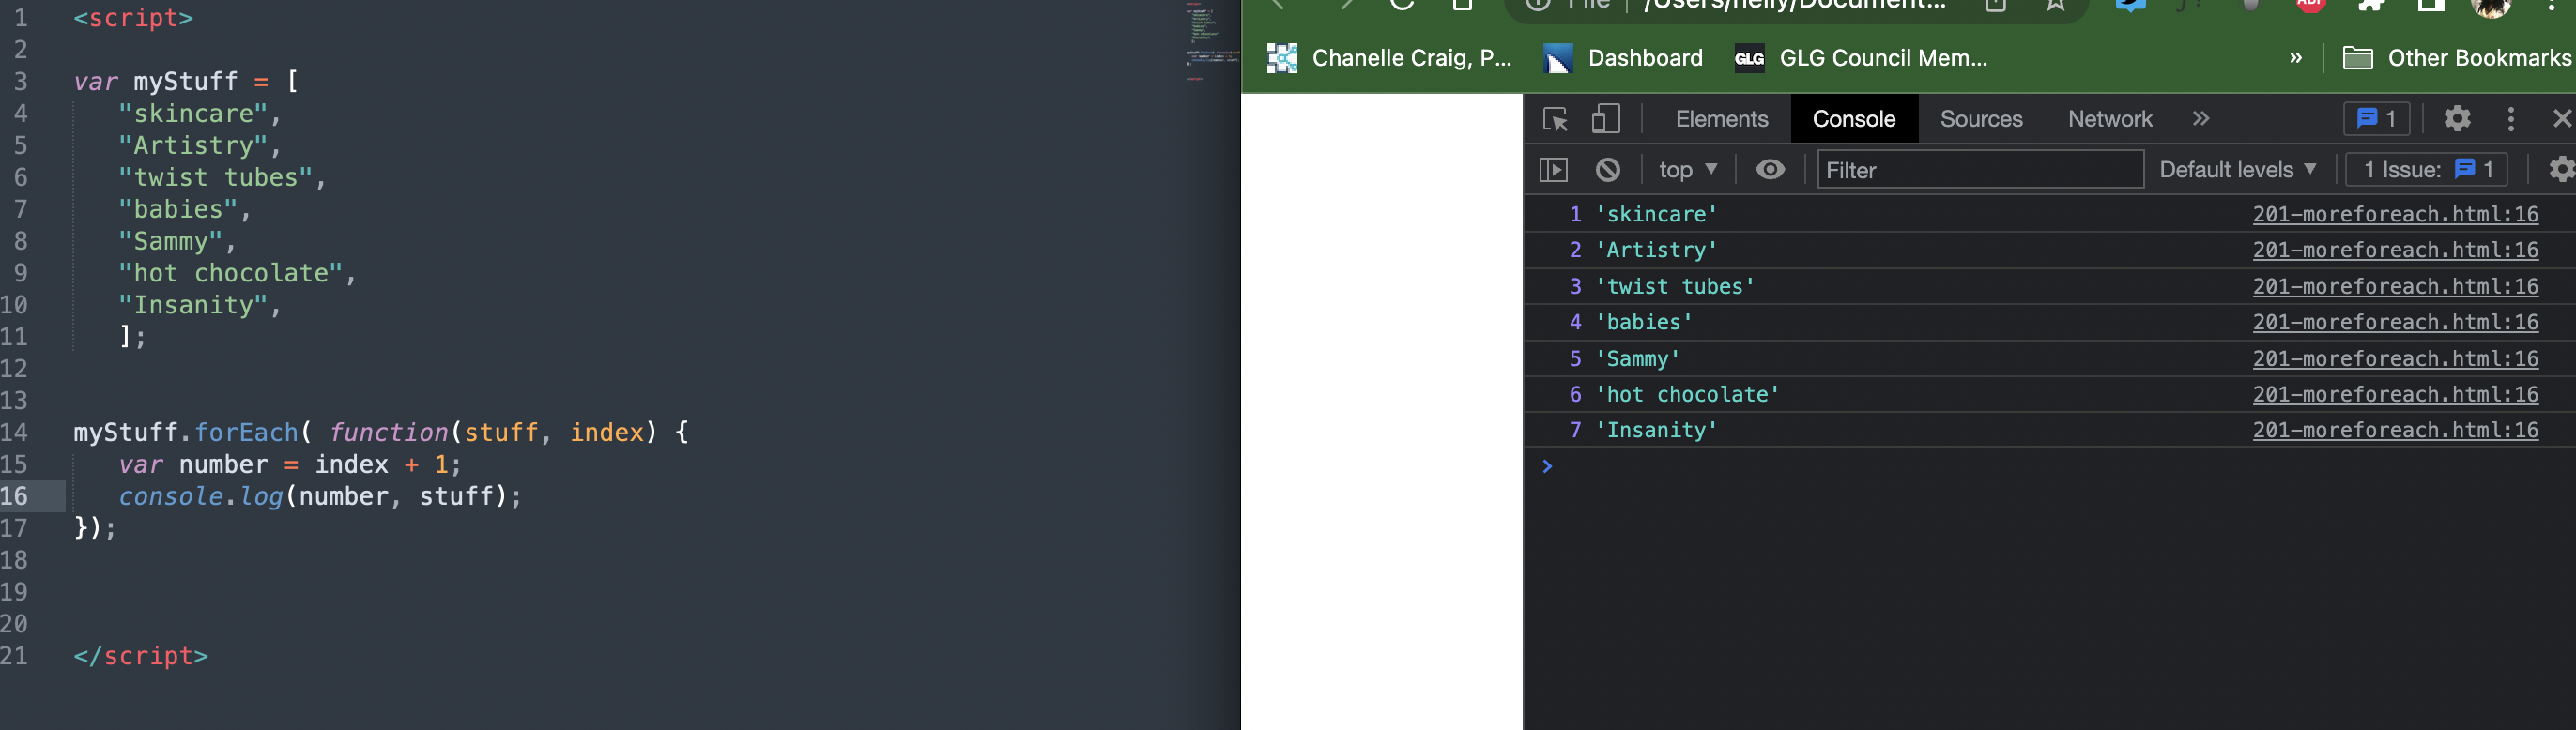 1 <script>
2
3 var myStuff = [
4 "skincare",
5 "Artistry",
6 "twist tubes",
7 "babies",
8 "Sammy",
9 "hot chocolate",
10 "Insanity",
11 ];
12
13
14 myStuff.forEach( function(stuff, index) {
15 var number = index + 1;
16 console.log(number, stuff);
17 });
18
19
20
21 </script>
File /Users/nelly/Document...
Chanelle Craig, P... Dashboard GLG GLG Council Mem... » Other Bookmarks
Elements Console Sources Network » 1
top Filter Default levels 1 Issue: 1
1 'skincare' 201-moreforeach.html:16
2 'Artistry' 201-moreforeach.html:16
3 'twist tubes' 201-moreforeach.html:16
4 'babies' 201-moreforeach.html:16
5 'Sammy' 201-moreforeach.html:16
6 'hot chocolate' 201-moreforeach.html:16
7 'Insanity' 201-moreforeach.html:16